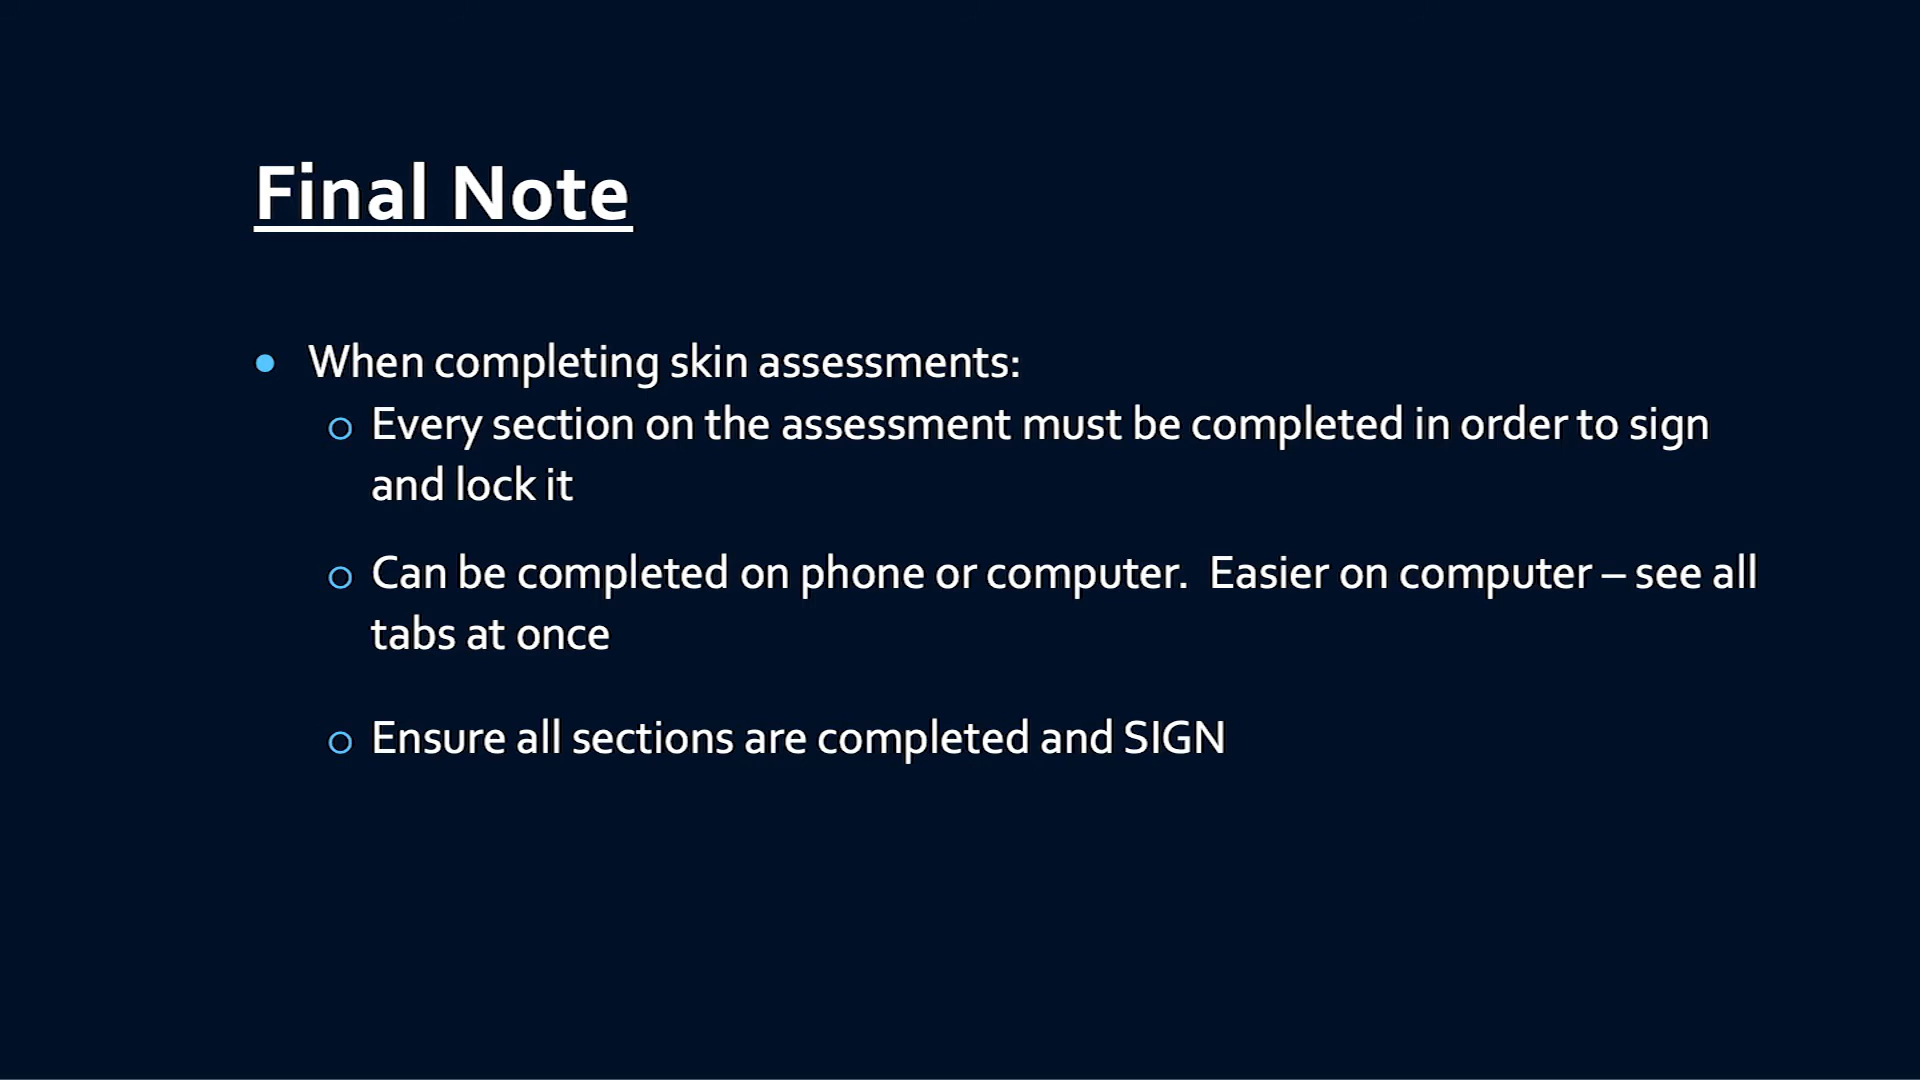 Final Note
• When completing skin assessments:
o Every section on the assessment must be completed in order to sign
and lock it
o Can be completed on phone or computer.  Easier on computer – see all
tabs at once
o Ensure all sections are completed and SIGN